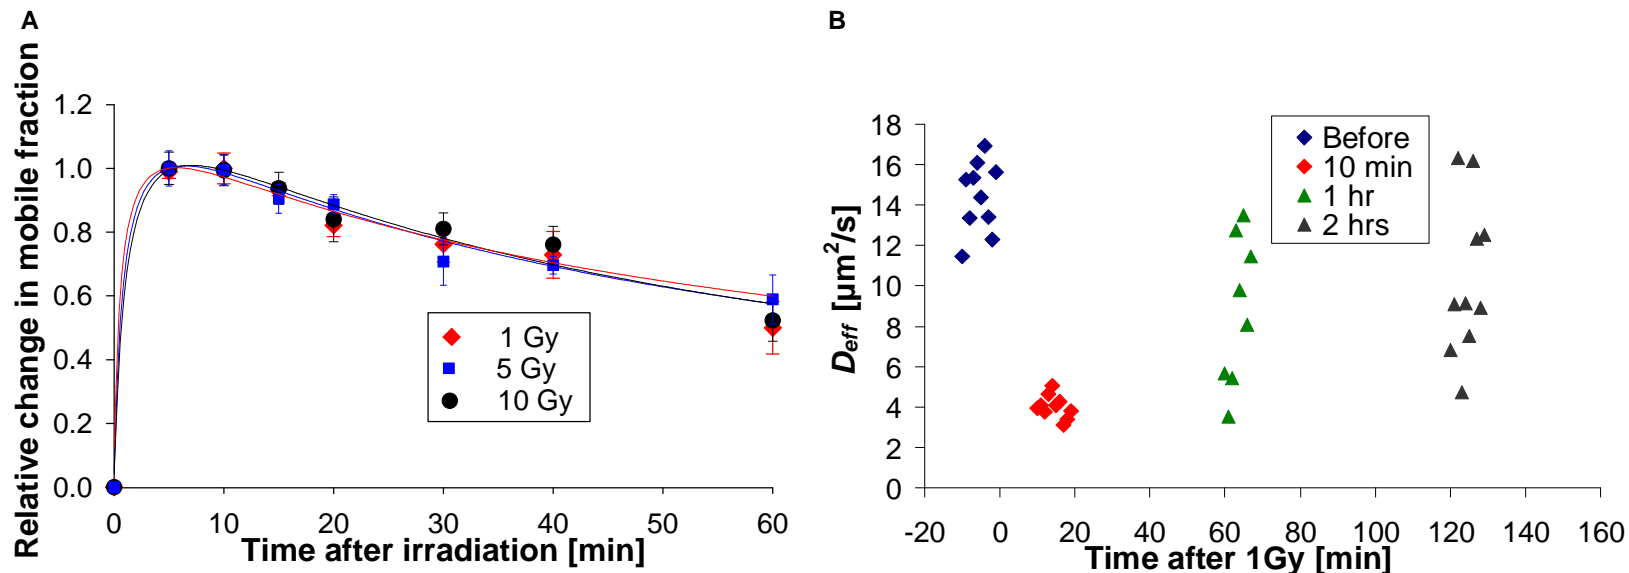 A
B
Relative change in mobile fraction
1.2
1.0
0.8
0.6
0.4
0.2
0.0
0 10 20 30 40 50 60
Time after irradiation [min]
1 Gy
5 Gy
10 Gy
Deff [µm²/s]
18
16
14
12
10
8
6
4
2
0
-20 0 20 40 60 80 100 120 140 160
Time after 1Gy [min]
Before
10 min
1 hr
2 hrs